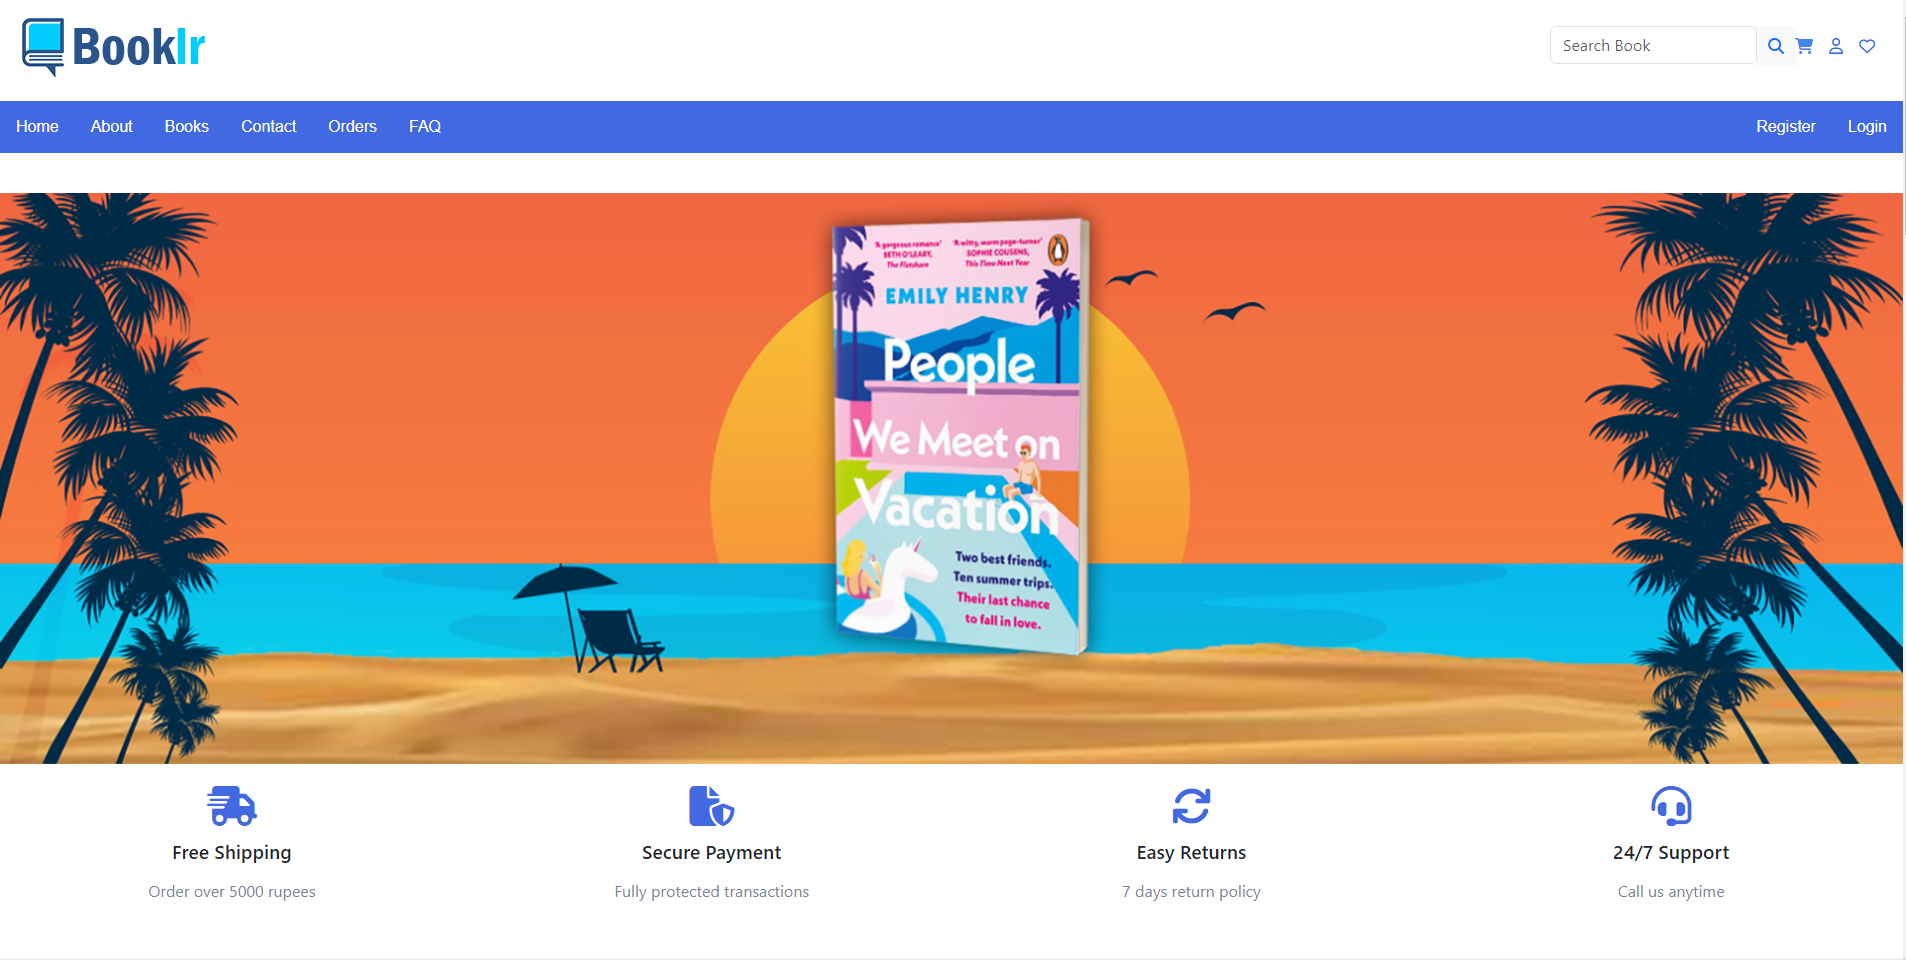 Booklr
Search Book
Home About Books Contact Orders FAQ Register Login
'A gorgeous romance'
BETH O'LEARY,
The Flatshare
'A witty, warm page-turner'
SOPHIE COUSENS,
This Time Next Year
EMILY HENRY
People
We Meet on
Vacation
Two best friends.
Ten summer trips.
Their last chance
to fall in love.
Free Shipping
Order over 5000 rupees
Secure Payment
Fully protected transactions
Easy Returns
7 days return policy
24/7 Support
Call us anytime